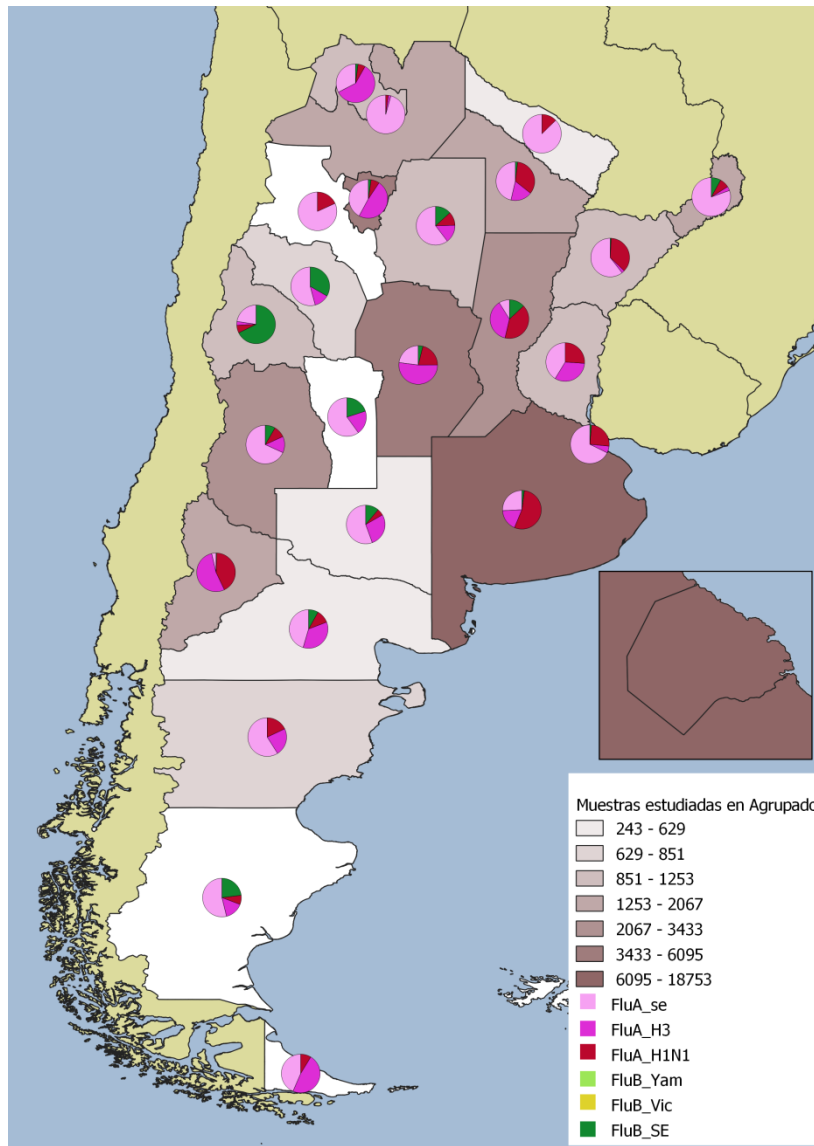 Muestras estudiadas en Agrupado
243 - 629
629 - 851
851 - 1253
1253 - 2067
2067 - 3433
3433 - 6095
6095 - 18753
FluA_se
FluA_H3
FluA_H1N1
FluB_Yam
FluB_Vic
FluB_SE